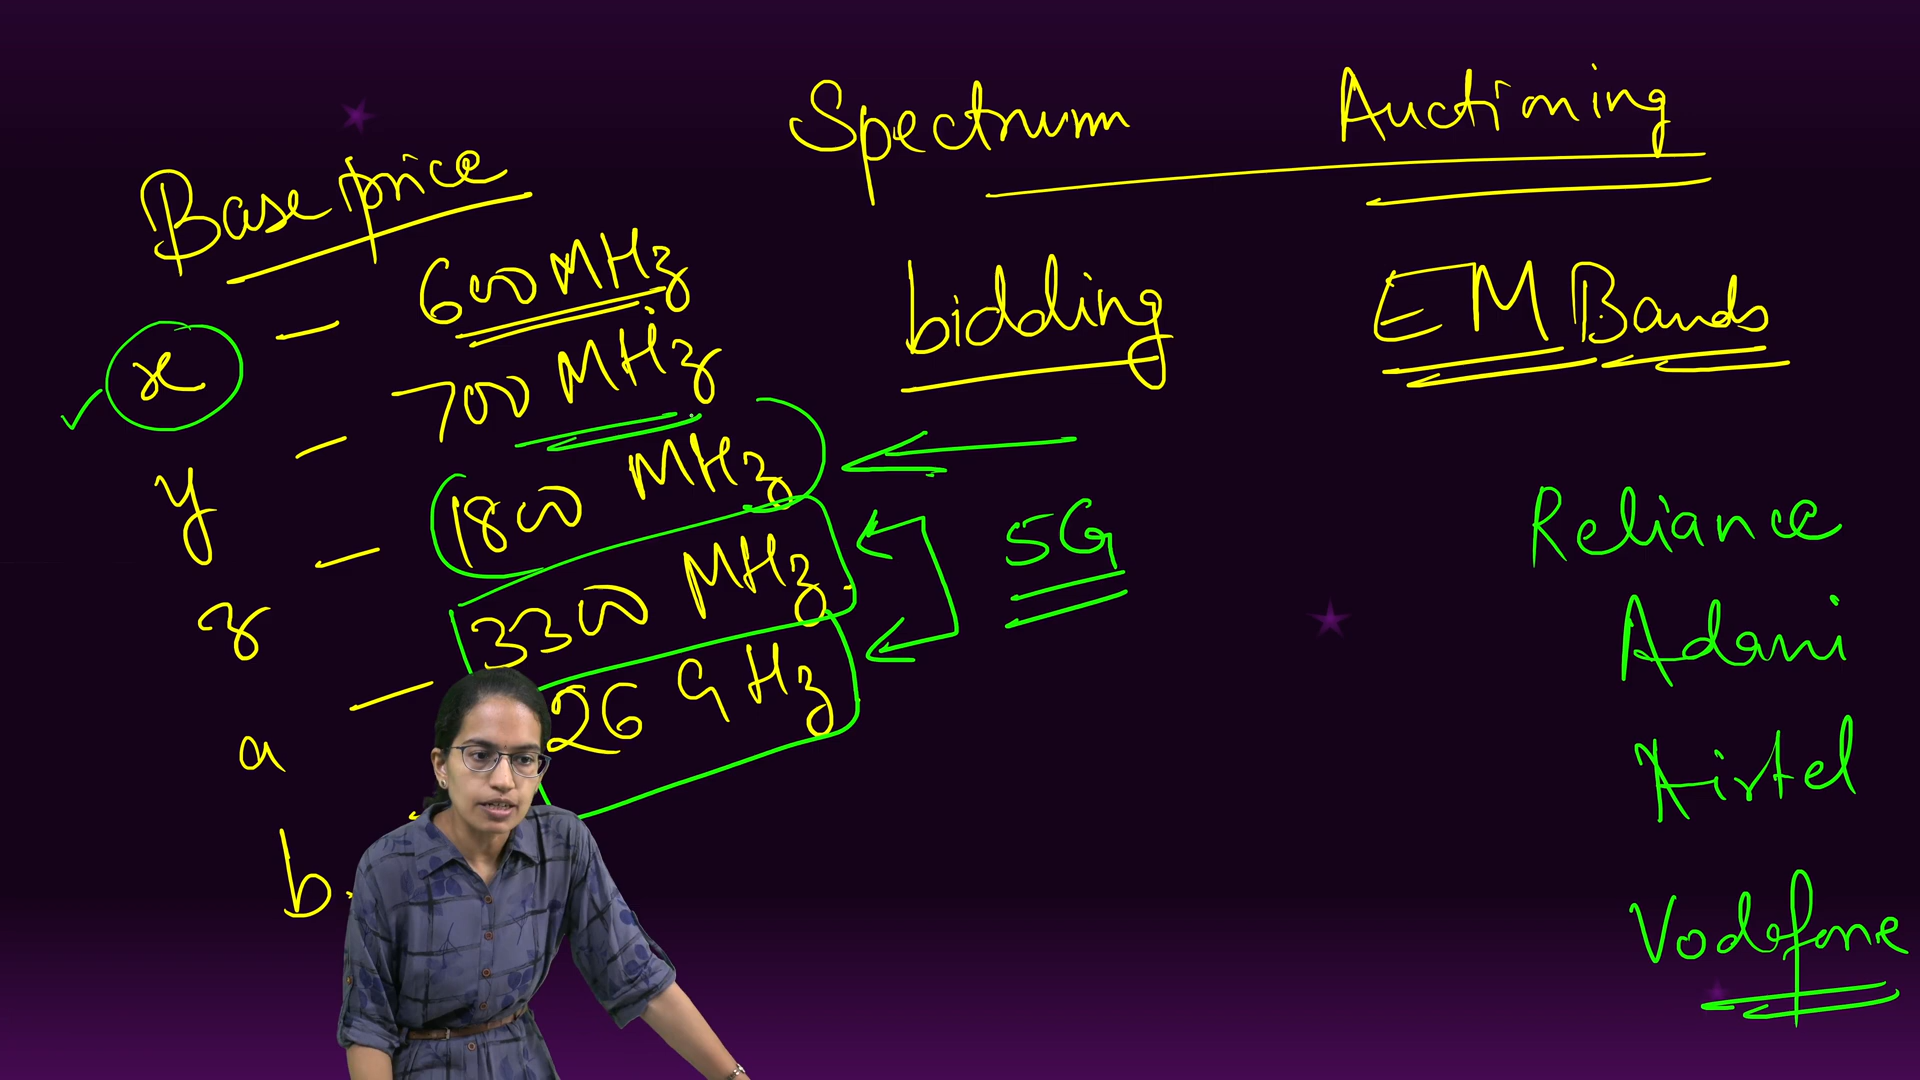 Spectrum Auctioning
Base price
bidding EM Bands
x - 600 MHz
y - 700 MHz
z - 1800 MHz
a - 3300 MHz
b. 26 GHz
5G
Reliance
Adani
Airtel
Vodafone